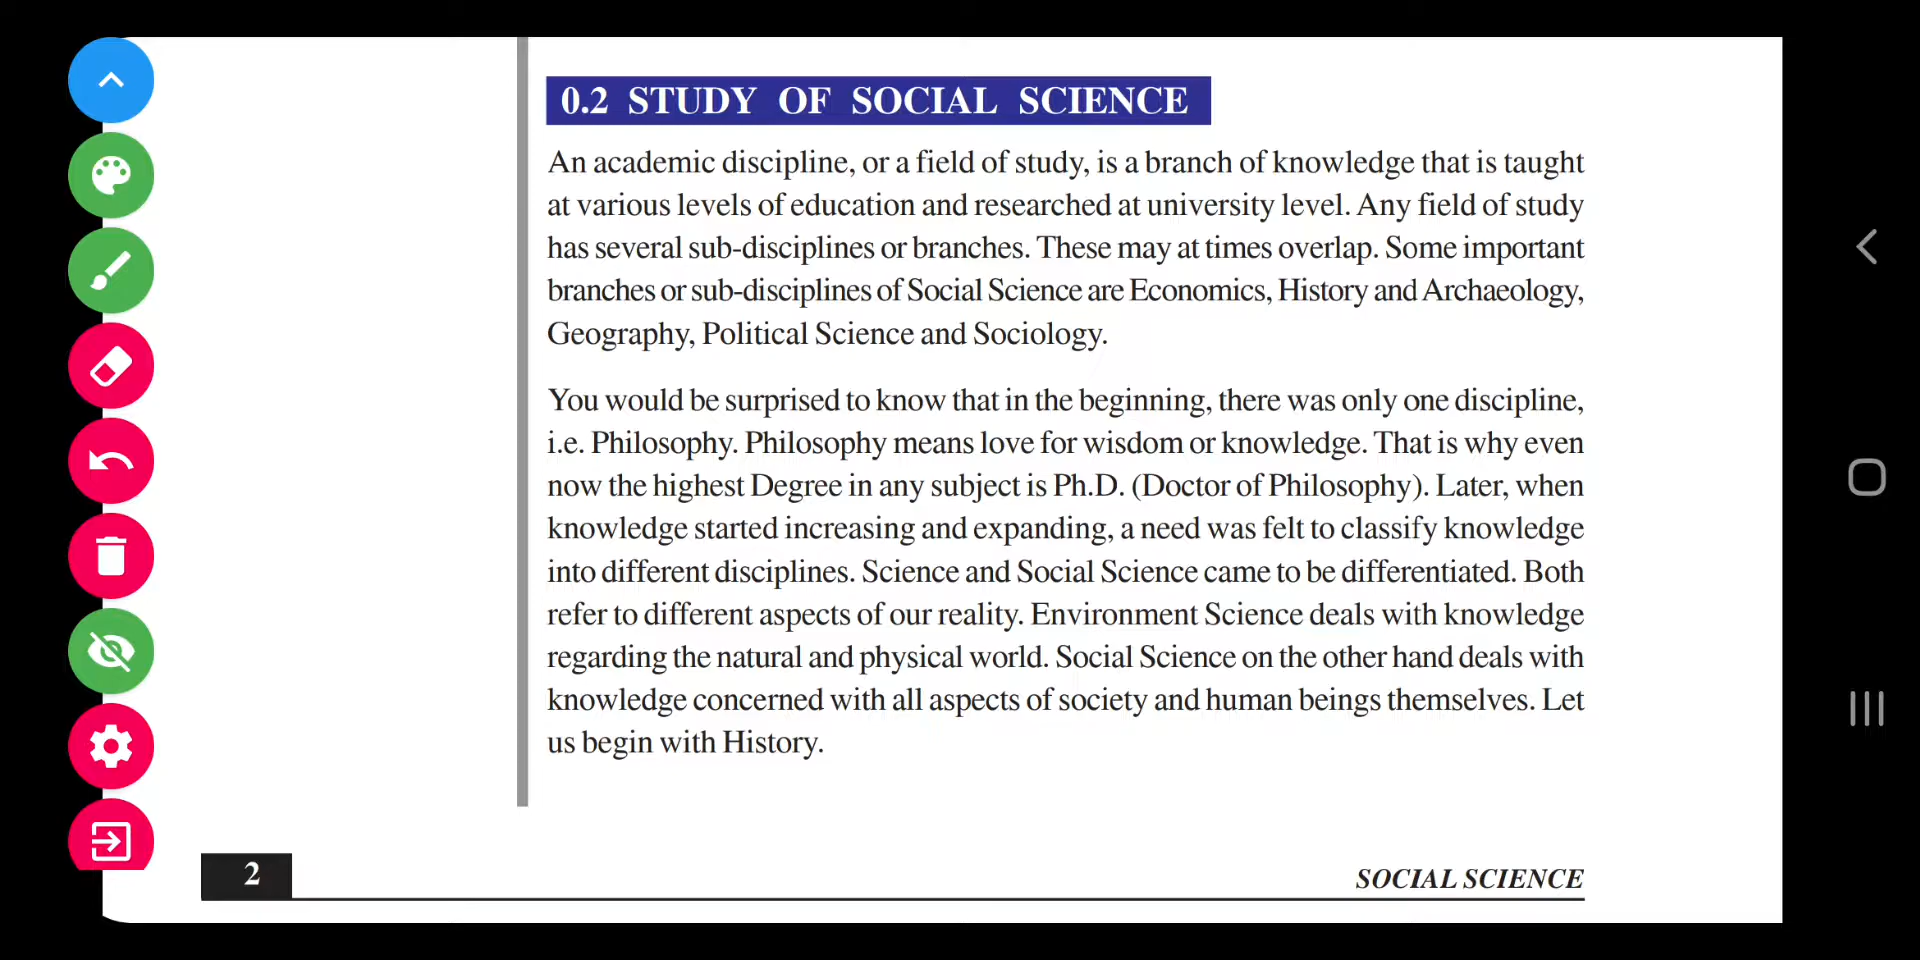 0.2 STUDY OF SOCIAL SCIENCE
An academic discipline, or a field of study, is a branch of knowledge that is taught
at various levels of education and researched at university level. Any field of study
has several sub-disciplines or branches. These may at times overlap. Some important
branches or sub-disciplines of Social Science are Economics, History and Archaeology,
Geography, Political Science and Sociology.
You would be surprised to know that in the beginning, there was only one discipline,
i.e. Philosophy. Philosophy means love for wisdom or knowledge. That is why even
now the highest Degree in any subject is Ph.D. (Doctor of Philosophy). Later, when
knowledge started increasing and expanding, a need was felt to classify knowledge
into different disciplines. Science and Social Science came to be differentiated. Both
refer to different aspects of our reality. Environment Science deals with knowledge
regarding the natural and physical world. Social Science on the other hand deals with
knowledge concerned with all aspects of society and human beings themselves. Let
us begin with History.
2
SOCIAL SCIENCE